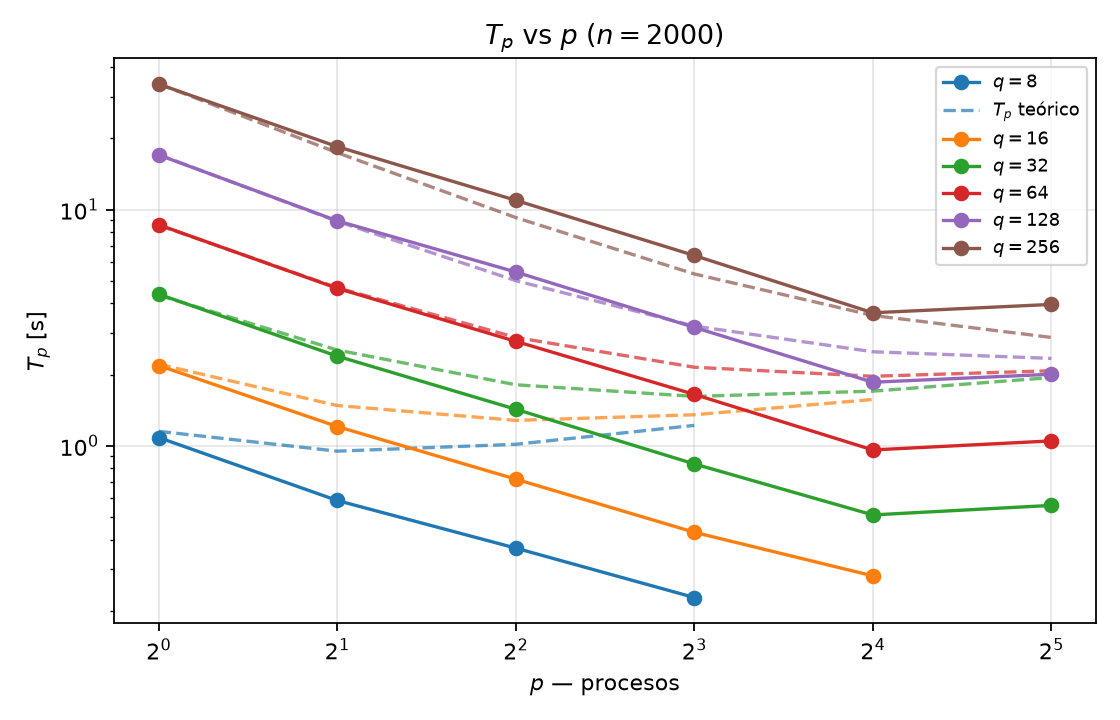 T_p vs p (n = 2000)
q = 8
T_p teórico
q = 16
q = 32
q = 64
q = 128
q = 256
T_p [s]
10^1
10^0
2^0 2^1 2^2 2^3 2^4 2^5
p — procesos